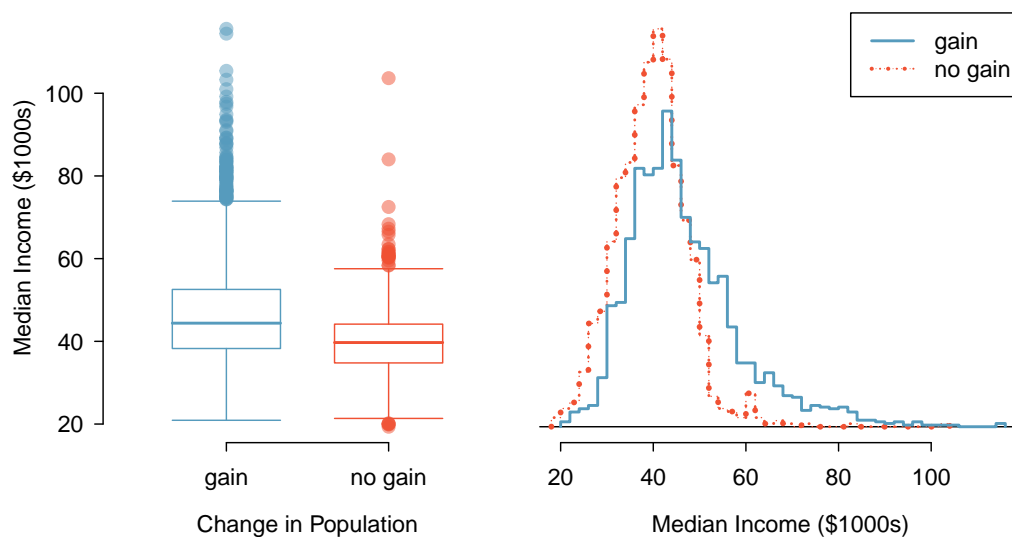 Median Income ($1000s)
100
80
60
40
20
gain
no gain
Change in Population
gain
no gain
20
40
60
80
100
Median Income ($1000s)